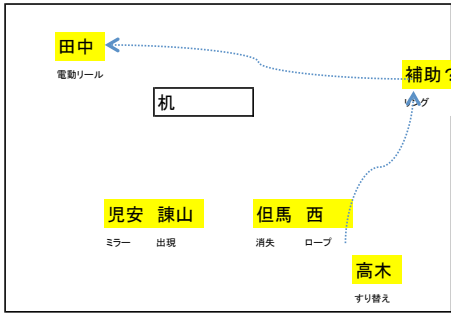 田中
電動リール
補助?
リング
机
児安 諫山
ミラー 出現
但馬 西
消失 ロープ
高木
すり替え